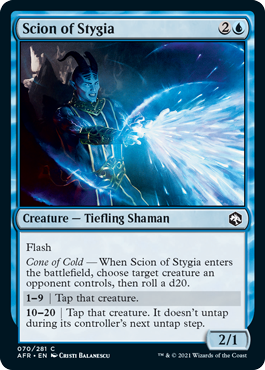 Scion of Stygia 2
Creature — Tiefling Shaman
Flash
Cone of Cold — When Scion of Stygia enters
the battlefield, choose target creature an
opponent controls, then roll a d20.
1–9 | Tap that creature.
10–20 | Tap that creature. It doesn't untap
during its controller's next untap step.
2/1
070/281 C
AFR • EN CRISTI BALANESCU
™ & © 2021 Wizards of the Coast